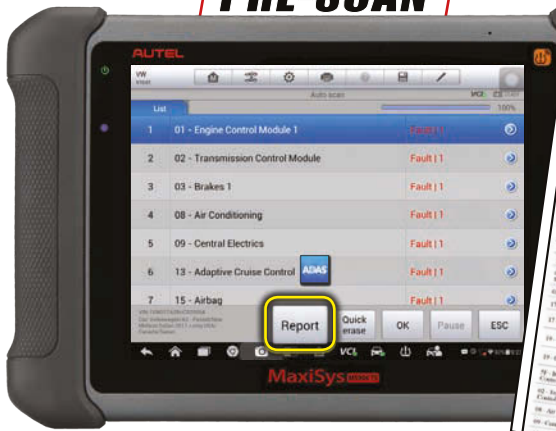 PRE-SCAN
AUTEL
VW
Auto scan
VCI
List
100%
1 01 - Engine Control Module 1 Fault | 1
2 02 - Transmission Control Module Fault | 1
3 03 - Brakes 1 Fault | 1
4 08 - Air Conditioning Fault | 1
5 09 - Central Electrics Fault | 1
6 13 - Adaptive Cruise Control ADAS Fault | 1
7 15 - Airbag Fault | 1
Report
Quick
erase
OK
Pause
ESC
VCI
MaxiSys